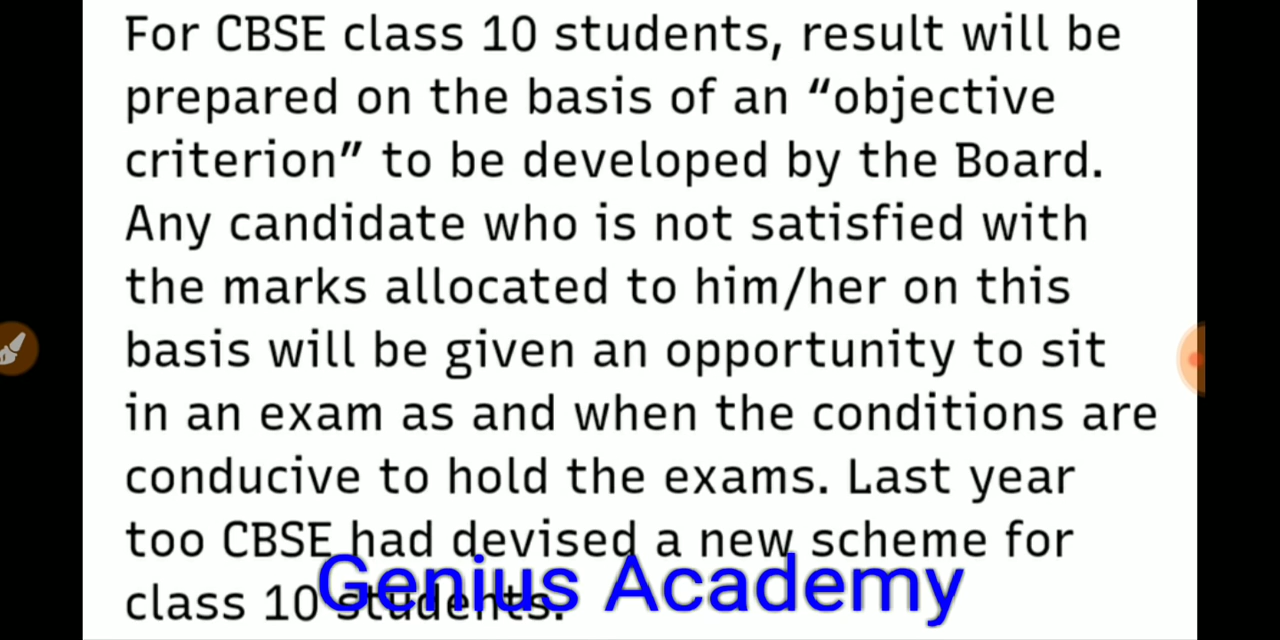 For CBSE class 10 students, result will be
prepared on the basis of an “objective
criterion” to be developed by the Board.
Any candidate who is not satisfied with
the marks allocated to him/her on this
basis will be given an opportunity to sit
in an exam as and when the conditions are
conducive to hold the exams. Last year
too CBSE had devised a new scheme for
class 10 students.
Genius Academy